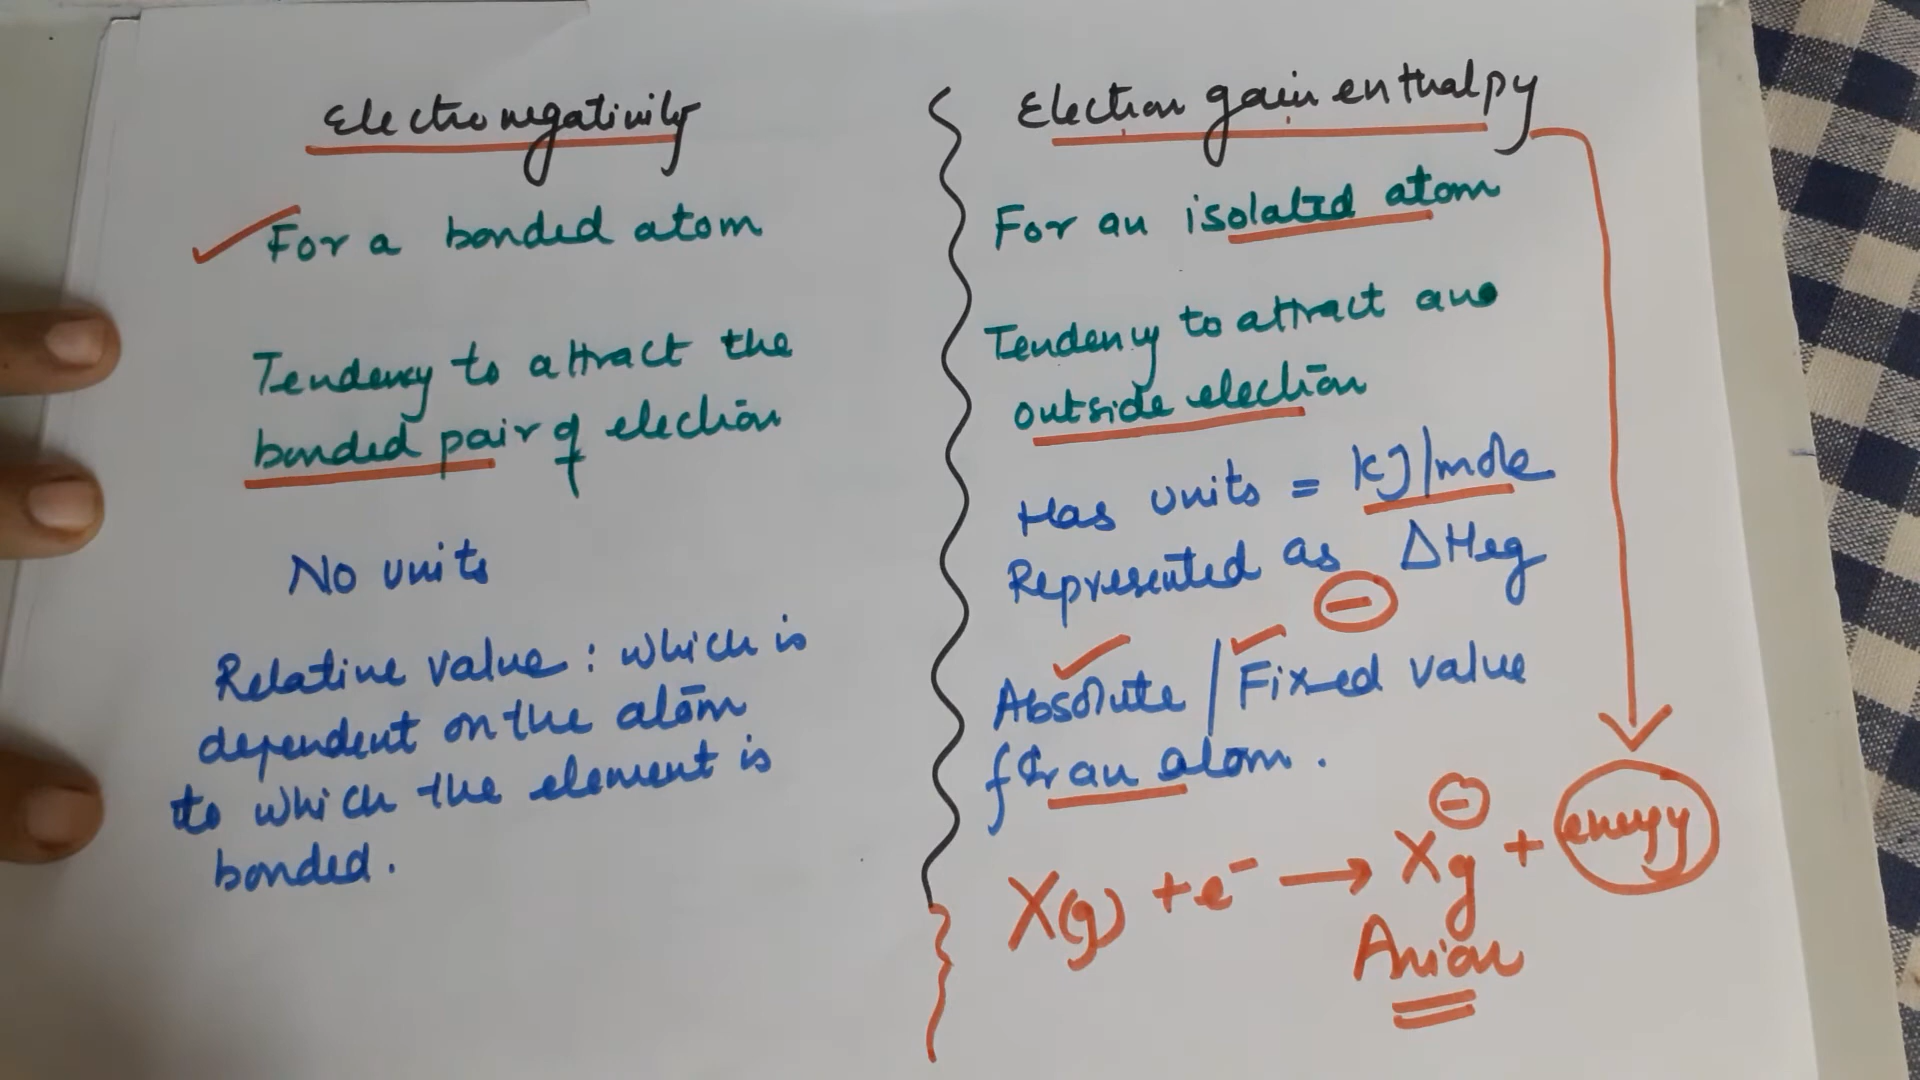 Electronegativity
For a bonded atom
Tendency to attract the
bonded pair of electron
No units
Relative value : which is
dependent on the atom
to which the element is
bonded.
Electron gain enthalpy
For an isolated atom
Tendency to attract an
outside electron
Has units = kJ/mole
Represented as ΔHeg
⊖
Absolute / Fixed value
for an atom.
X(g) + e⁻ → Xg⊖ + energy
Anion